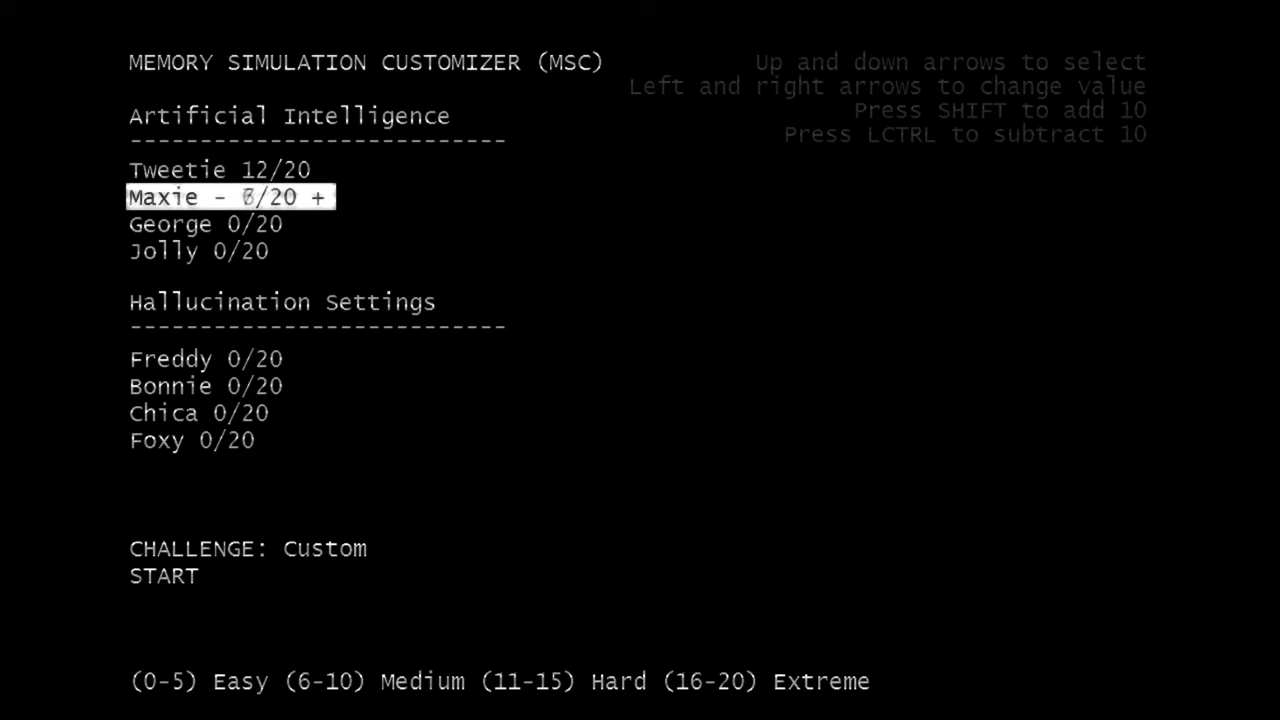 MEMORY SIMULATION CUSTOMIZER (MSC)
Up and down arrows to select
Left and right arrows to change value
Press SHIFT to add 10
Press LCTRL to subtract 10
Artificial Intelligence
---------------------------
Tweetie 12/20
Maxie - /20 +
George 0/20
Jolly 0/20
Hallucination Settings
---------------------------
Freddy 0/20
Bonnie 0/20
Chica 0/20
Foxy 0/20
CHALLENGE: Custom
START
(0-5) Easy (6-10) Medium (11-15) Hard (16-20) Extreme